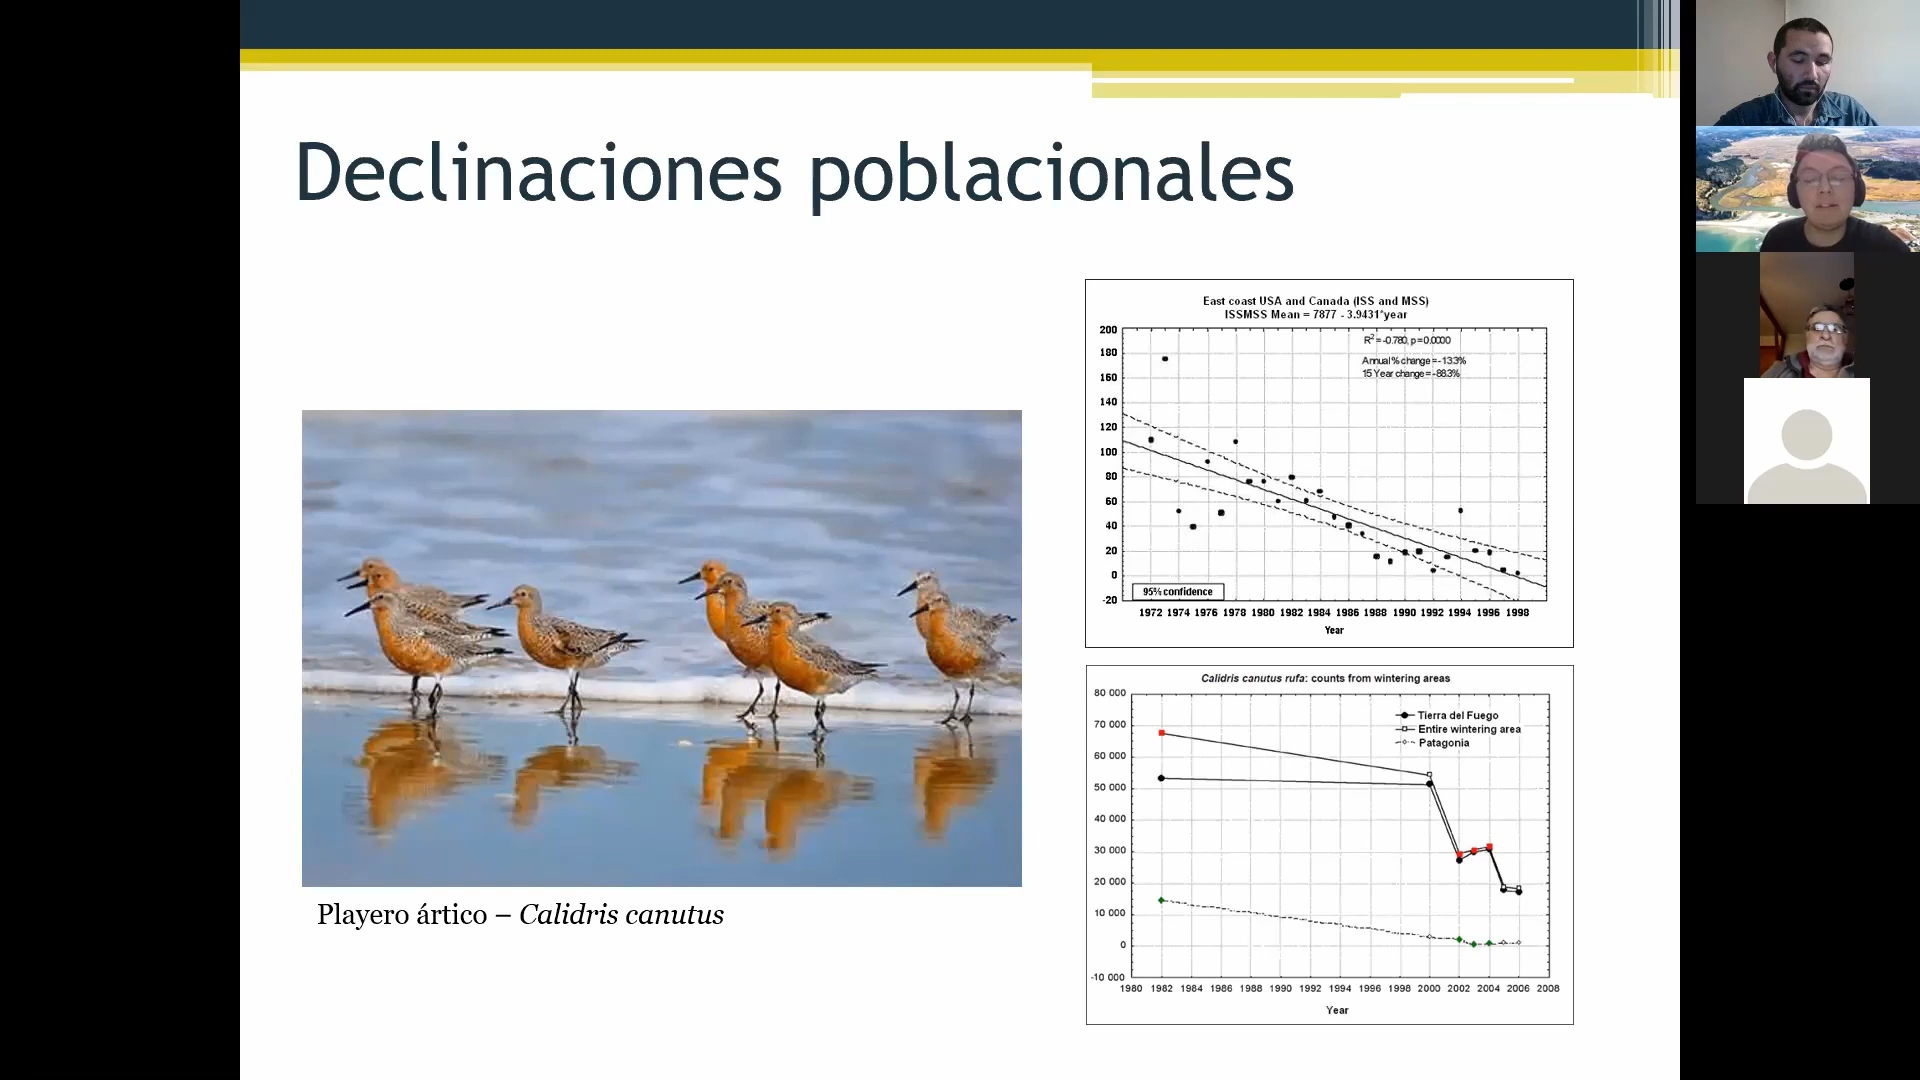 Declinaciones poblacionales
East coast USA and Canada (ISS and MSS)
ISSMSS Mean = 7877 - 3.9431*year
R2 = -0.780, p = 0.0000
Annual % change = - 13.3%
15 Year change = -88.3%
200
180
160
140
120
100
80
60
40
20
0
-20
95% confidence
1972 1974 1976 1978 1980 1982 1984 1986 1988 1990 1992 1994 1996 1998
Year
Calidris canutus rufa: counts from wintering areas
80 000
70 000
60 000
50 000
40 000
30 000
20 000
10 000
0
-10 000
Tierra del Fuego
Entire wintering area
Patagonia
1980 1982 1984 1986 1988 1990 1992 1994 1996 1998 2000 2002 2004 2006 2008
Year
Playero ártico – Calidris canutus